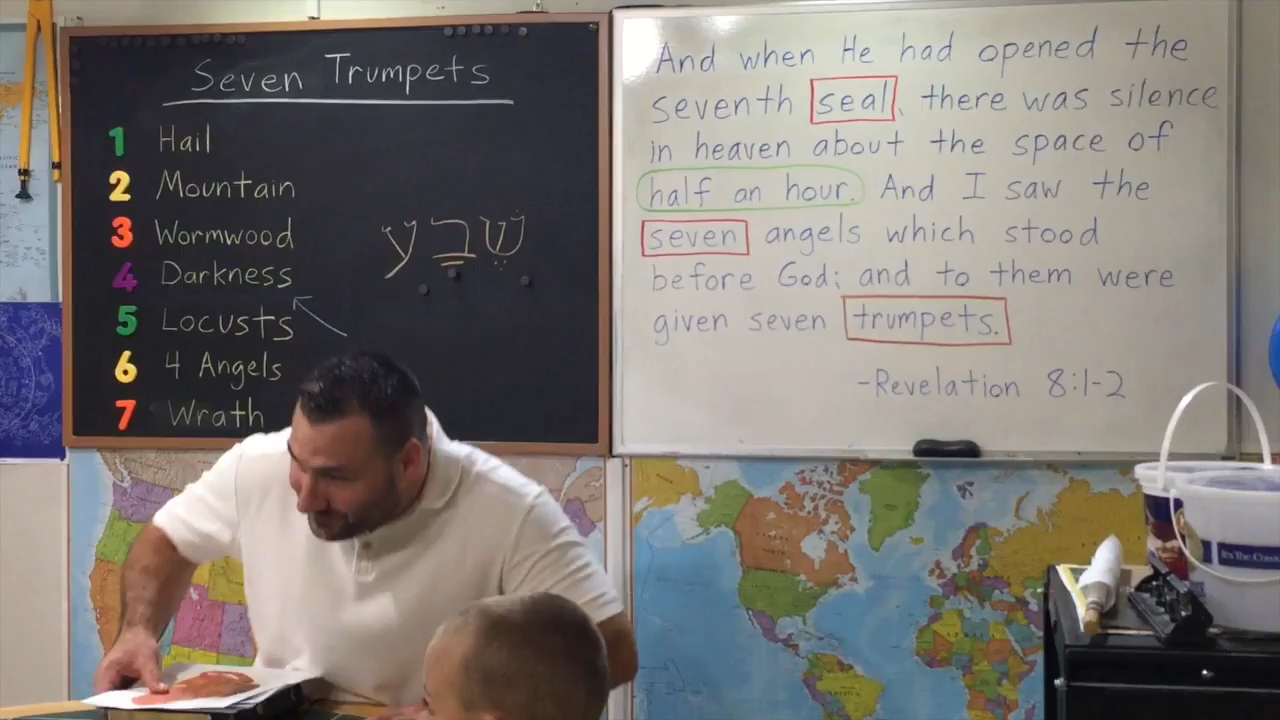 Seven Trumpets
1 Hail
2 Mountain
3 Wormwood
4 Darkness
5 Locusts
6 4 Angels
7 Wrath
שֶׁבַע
And when He had opened the
seventh seal, there was silence
in heaven about the space of
half an hour. And I saw the
seven angels which stood
before God; and to them were
given seven trumpets.
-Revelation 8:1-2